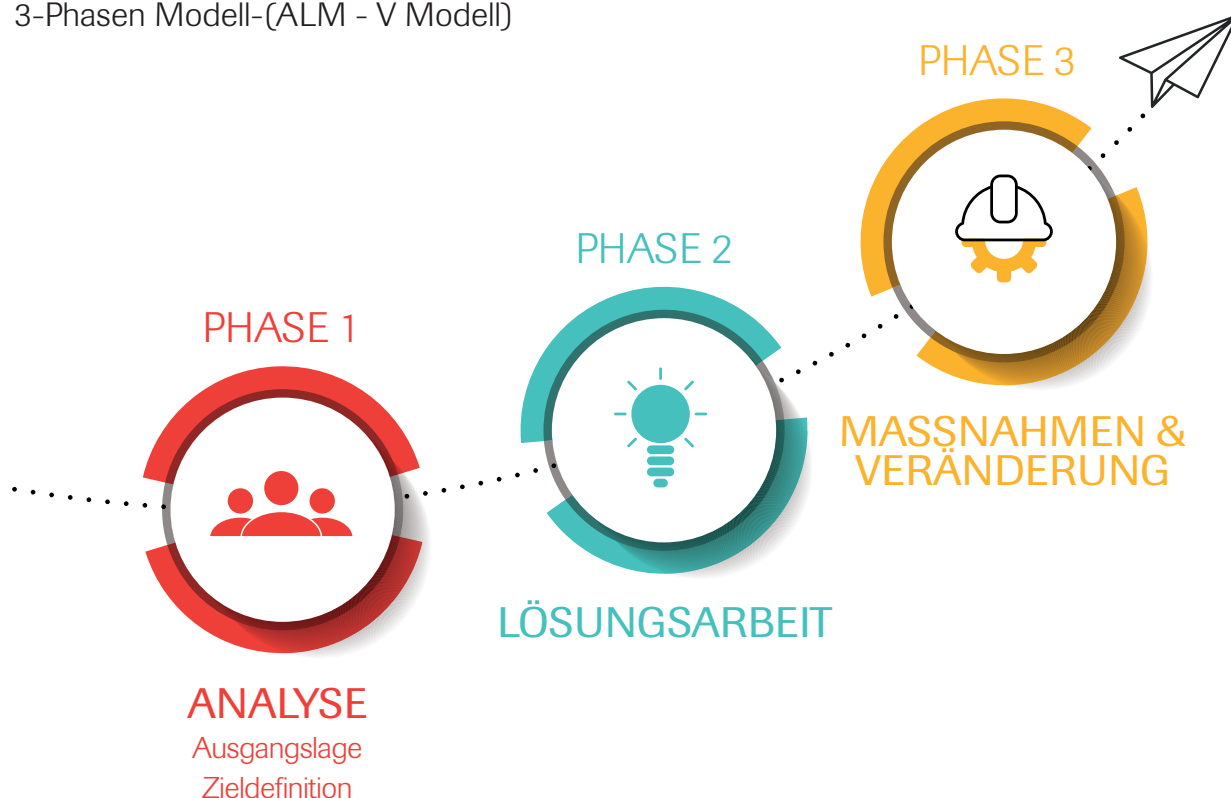 3-Phasen Modell-(ALM - V Modell)
PHASE 1
ANALYSE
Ausgangslage
Zieldefinition
PHASE 2
LÖSUNGSARBEIT
PHASE 3
MASSNAHMEN &
VERÄNDERUNG